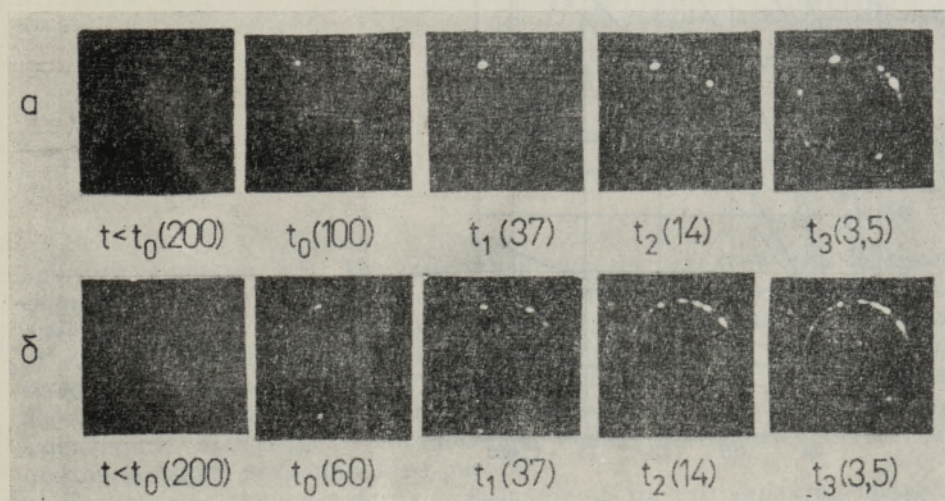 а
t<t₀(200) t₀(100) t₁(37) t₂(14) t₃(3,5)
б
t<t₀(200) t₀(60) t₁(37) t₂(14) t₃(3,5)